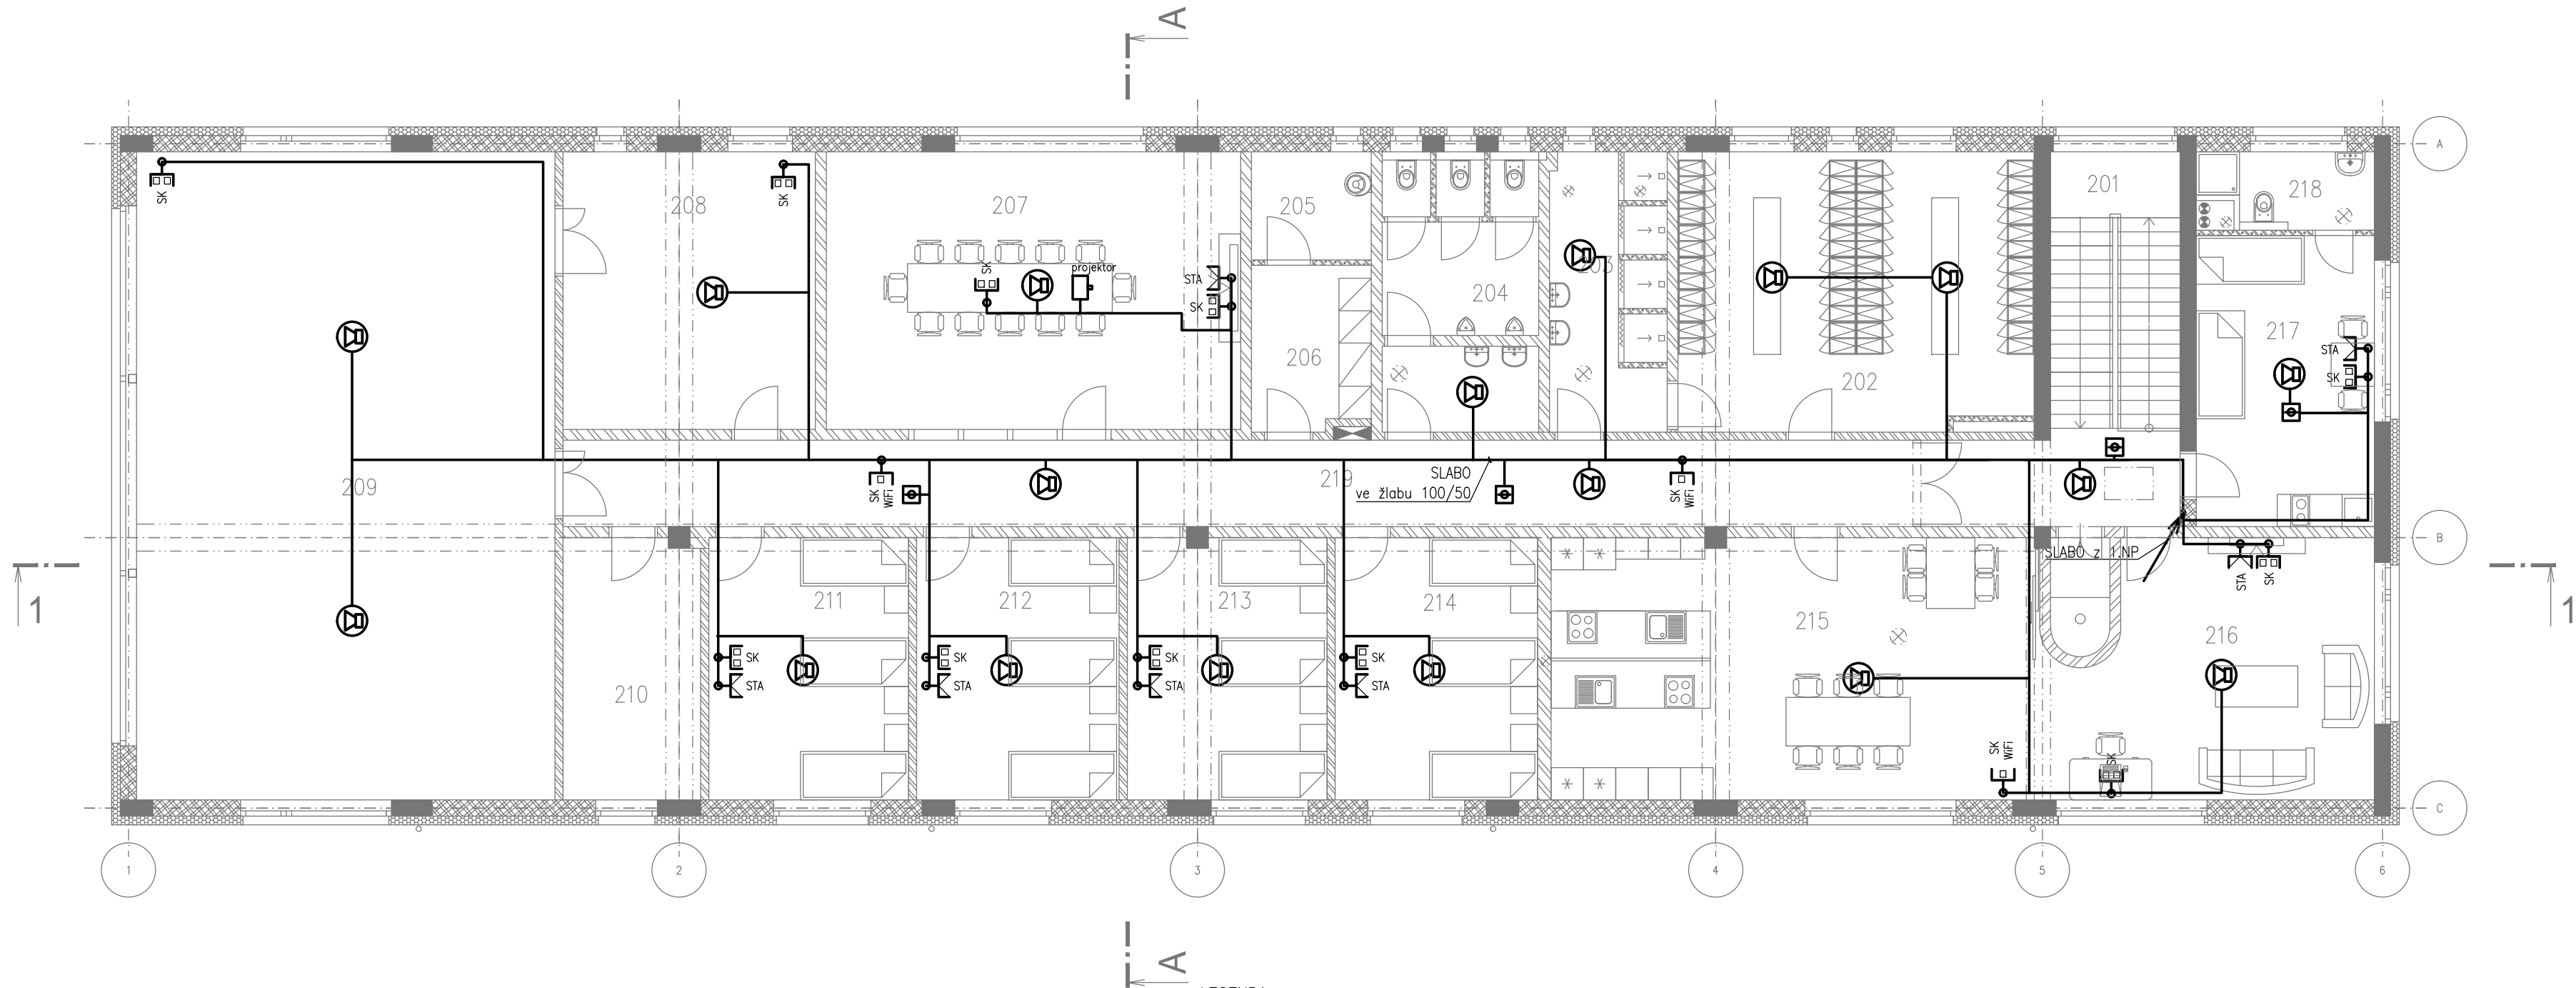 A
A
201
218
SK
SK
208
207
205
SK
projektor
203
STA
SK
204
217
STA
SK
206
202
209
SK
WiFi
219
SLABO
ve žlabu 100/50
SK
WiFi
SLABO z 1.NP
B
1
1
STA
SK
211
212
213
214
215
216
210
SK
STA
SK
STA
SK
STA
SK
STA
SK
WiFi
SK
C
1
2
3
4
5
6
A